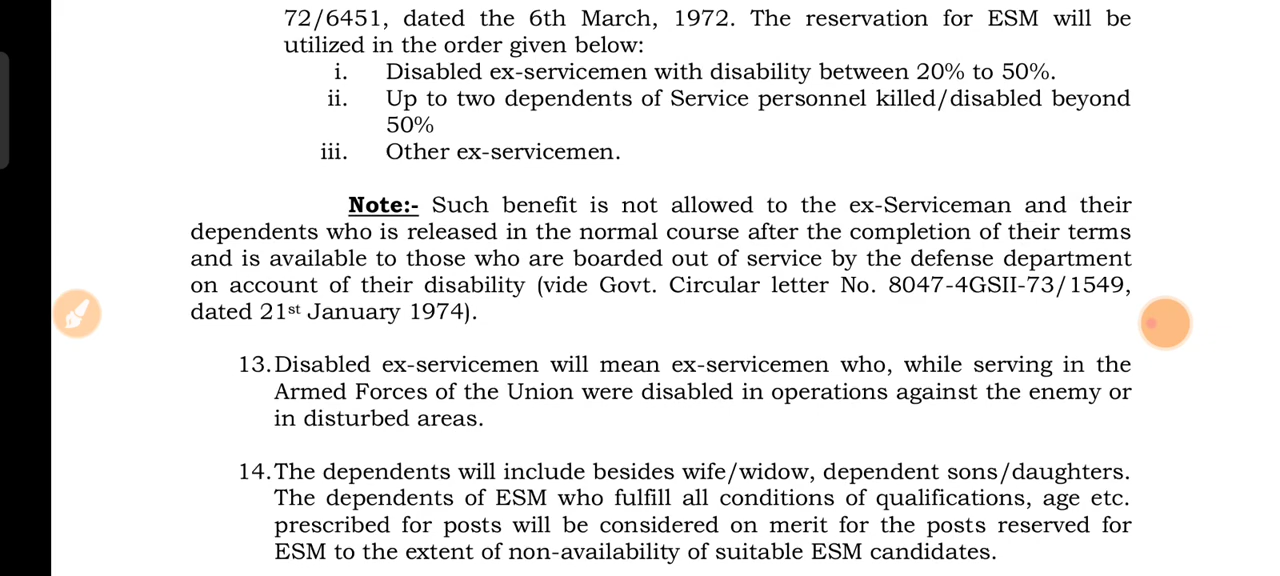 72/6451, dated the 6th March, 1972. The reservation for ESM will be
utilized in the order given below:
i. Disabled ex-servicemen with disability between 20% to 50%.
ii. Up to two dependents of Service personnel killed/disabled beyond
50%
iii. Other ex-servicemen.
Note:- Such benefit is not allowed to the ex-Serviceman and their
dependents who is released in the normal course after the completion of their terms
and is available to those who are boarded out of service by the defense department
on account of their disability (vide Govt. Circular letter No. 8047-4GSII-73/1549,
dated 21st January 1974).
13. Disabled ex-servicemen will mean ex-servicemen who, while serving in the
Armed Forces of the Union were disabled in operations against the enemy or
in disturbed areas.
14. The dependents will include besides wife/widow, dependent sons/daughters.
The dependents of ESM who fulfill all conditions of qualifications, age etc.
prescribed for posts will be considered on merit for the posts reserved for
ESM to the extent of non-availability of suitable ESM candidates.